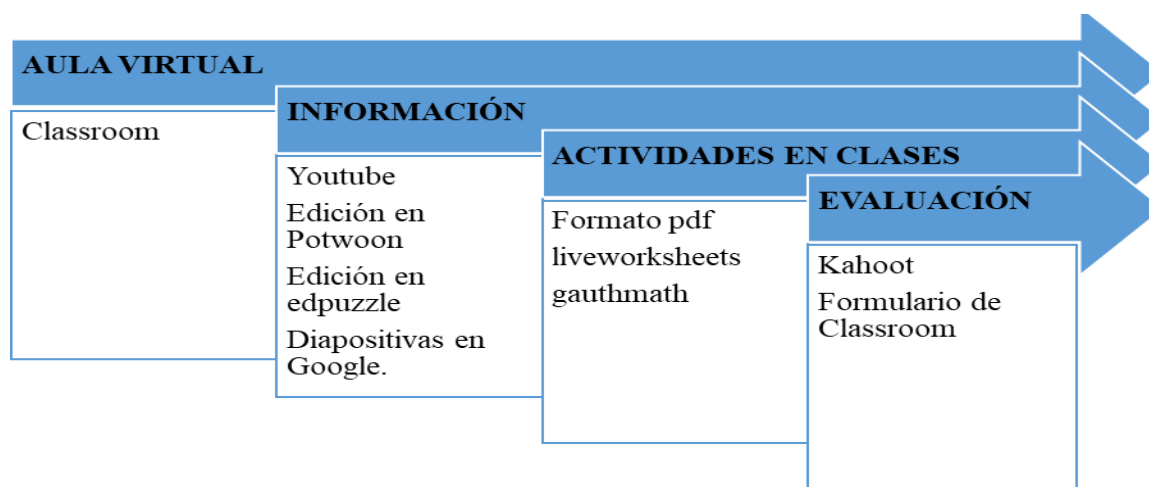 AULA VIRTUAL
Classroom
INFORMACIÓN
Youtube
Edición en
Potwoon
Edición en
edpuzzle
Diapositivas en
Google.
ACTIVIDADES EN CLASES
Formato pdf
liveworksheets
gauthmath
EVALUACIÓN
Kahoot
Formulario de
Classroom